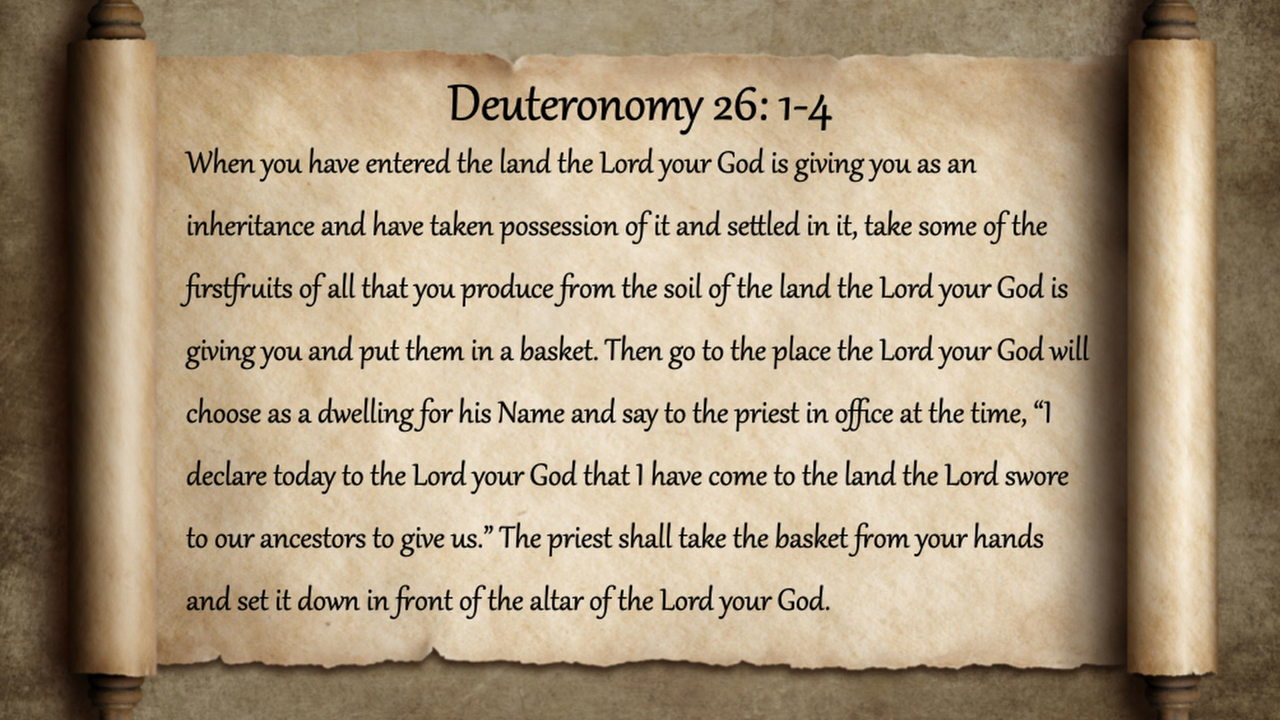 Deuteronomy 26: 1-4
When you have entered the land the Lord your God is giving you as an
inheritance and have taken possession of it and settled in it, take some of the
firstfruits of all that you produce from the soil of the land the Lord your God is
giving you and put them in a basket. Then go to the place the Lord your God will
choose as a dwelling for his Name and say to the priest in office at the time, “I
declare today to the Lord your God that I have come to the land the Lord swore
to our ancestors to give us.” The priest shall take the basket from your hands
and set it down in front of the altar of the Lord your God.